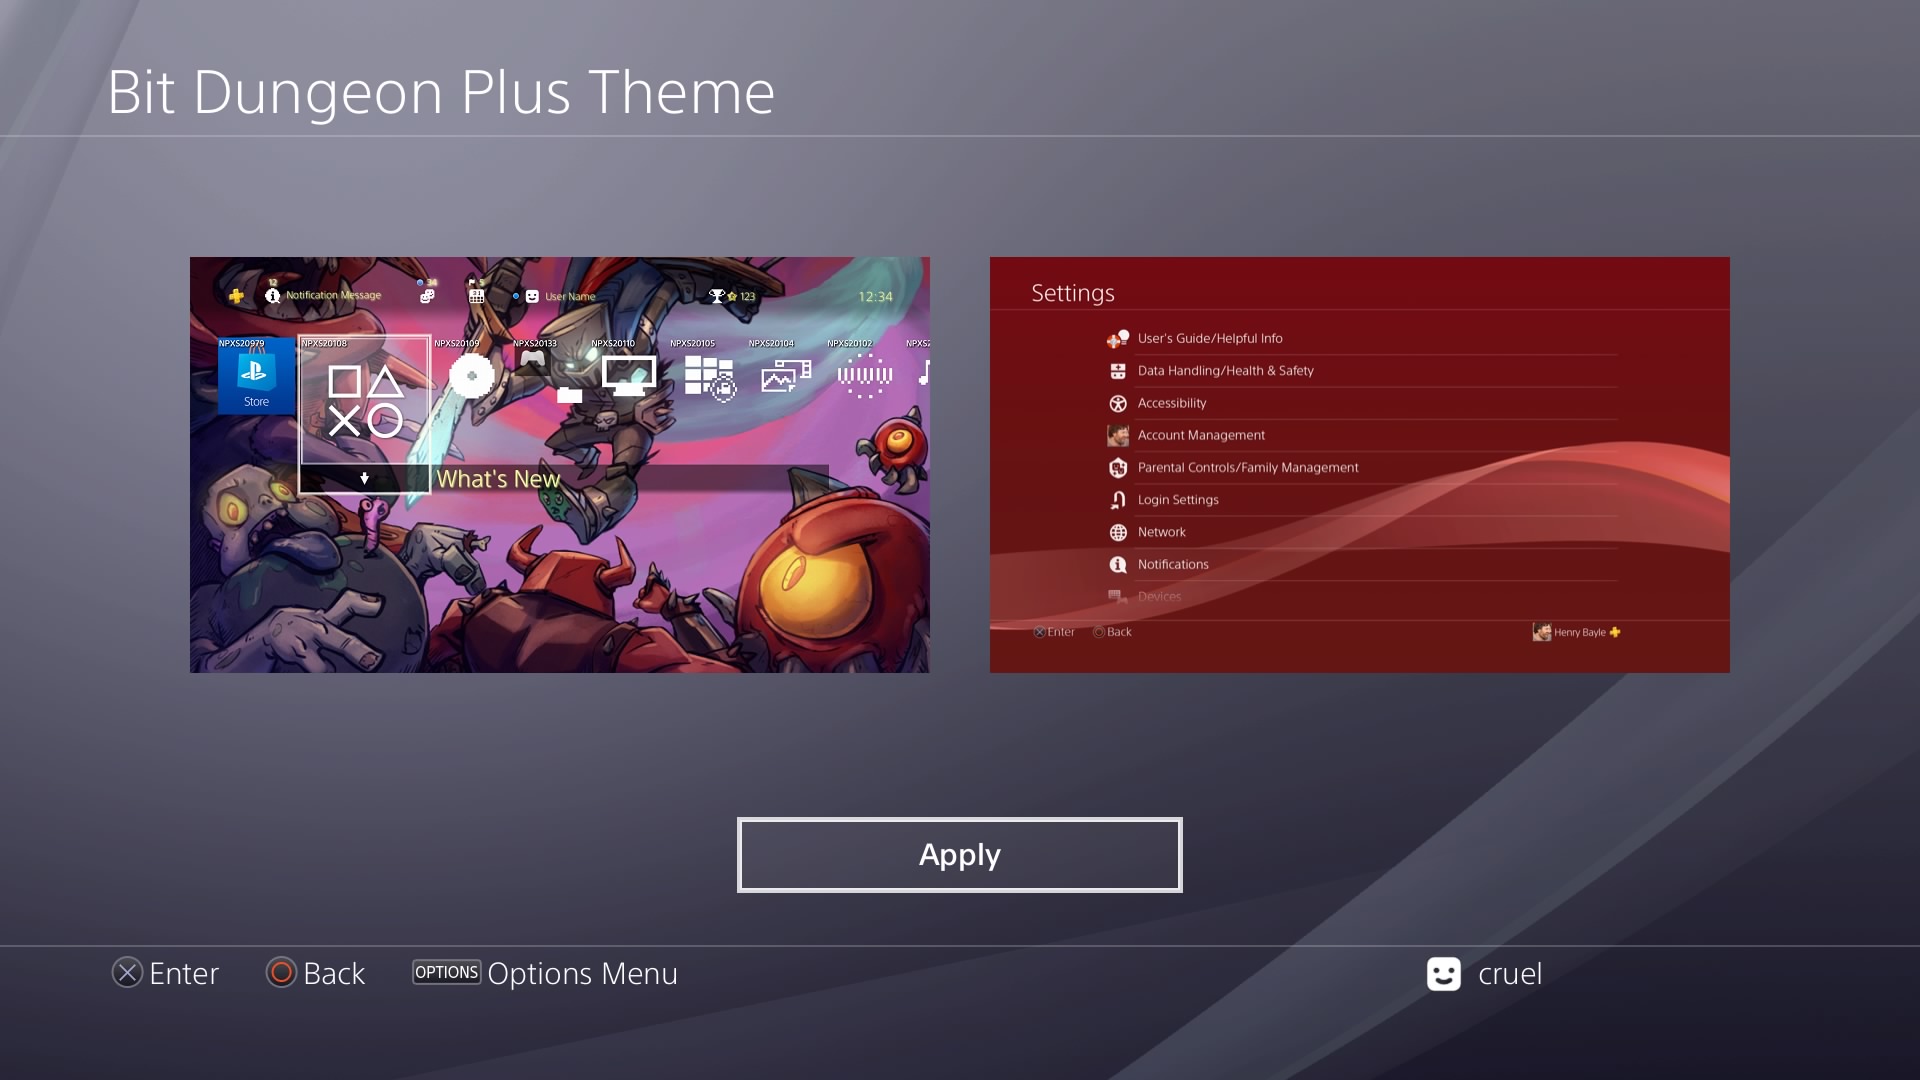 Bit Dungeon Plus Theme
12
Notification Message
34
5
User Name
123
12:34
NPXS20979
NPXS20108
NPXS20109
NPXS20133
NPXS20110
NPXS20105
NPXS20104
NPXS20102
NPXS2
Store
What's New
Settings
User's Guide/Helpful Info
Data Handling/Health & Safety
Accessibility
Account Management
Parental Controls/Family Management
Login Settings
Network
Notifications
Devices
Enter
Back
Henry Bayle
Apply
Enter
Back
OPTIONS Options Menu
cruel